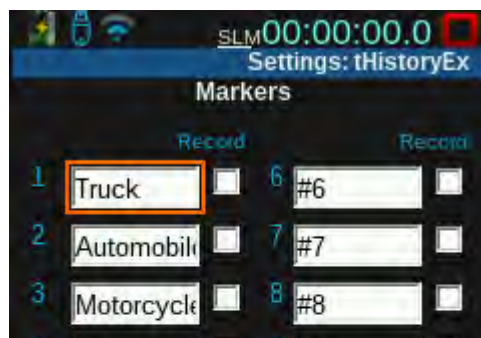 SLM00:00:00.0
Settings: tHistoryEx
Markers
Record Record
1 Truck 6 #6
2 Automobil 7 #7
3 Motorcycle 8 #8